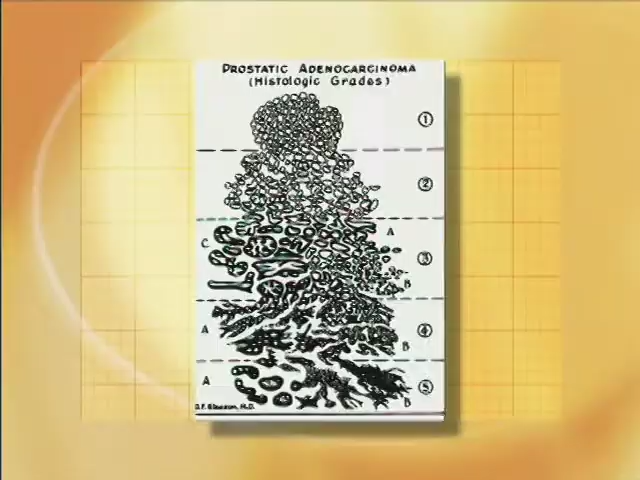 PROSTATIC ADENOCARCINOMA
(Histologic Grades)
①
②
A
C
③
B
A
④
B
A
⑤
B
D.F. Gleason, M.D.